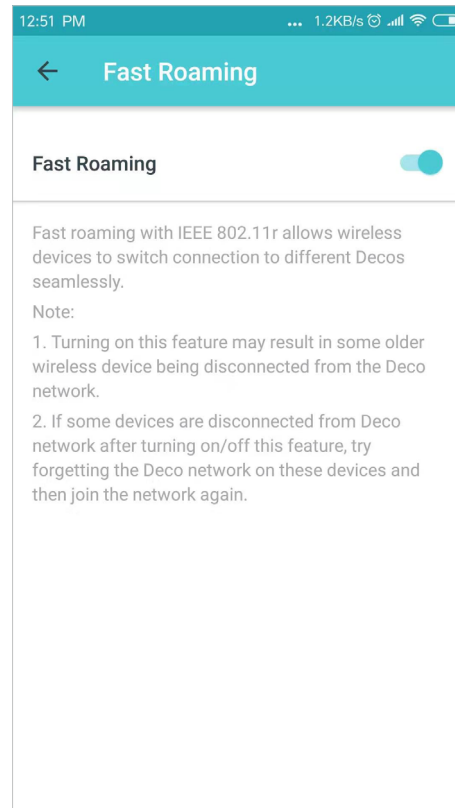 12:51 PM ... 1.2KB/s
Fast Roaming
Fast Roaming
Fast roaming with IEEE 802.11r allows wireless
devices to switch connection to different Decos
seamlessly.
Note:
1. Turning on this feature may result in some older
wireless device being disconnected from the Deco
network.
2. If some devices are disconnected from Deco
network after turning on/off this feature, try
forgetting the Deco network on these devices and
then join the network again.